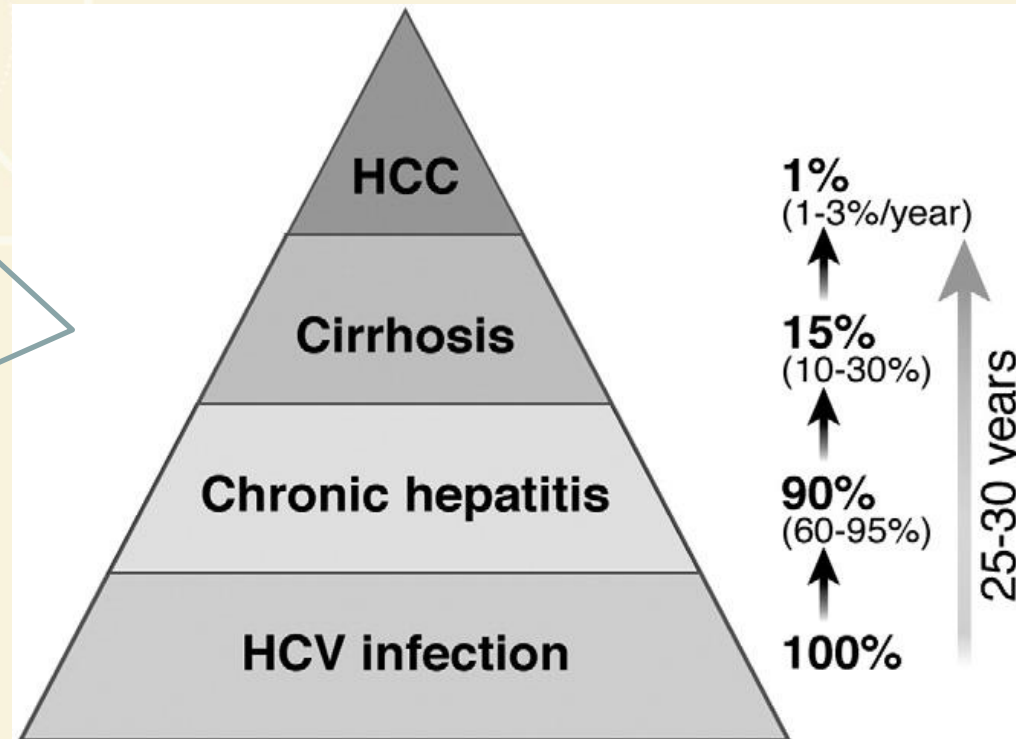 HCC
1%
(1-3%/year)
Cirrhosis
15%
(10-30%)
Chronic hepatitis
90%
(60-95%)
HCV infection
100%
25-30 years